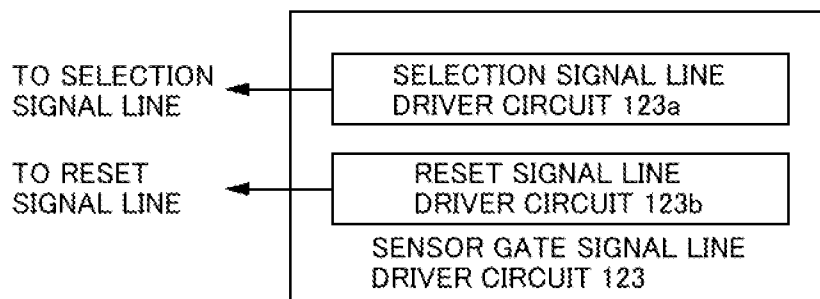 TO SELECTION
SIGNAL LINE
SELECTION SIGNAL LINE
DRIVER CIRCUIT 123a
TO RESET
SIGNAL LINE
RESET SIGNAL LINE
DRIVER CIRCUIT 123b
SENSOR GATE SIGNAL LINE
DRIVER CIRCUIT 123